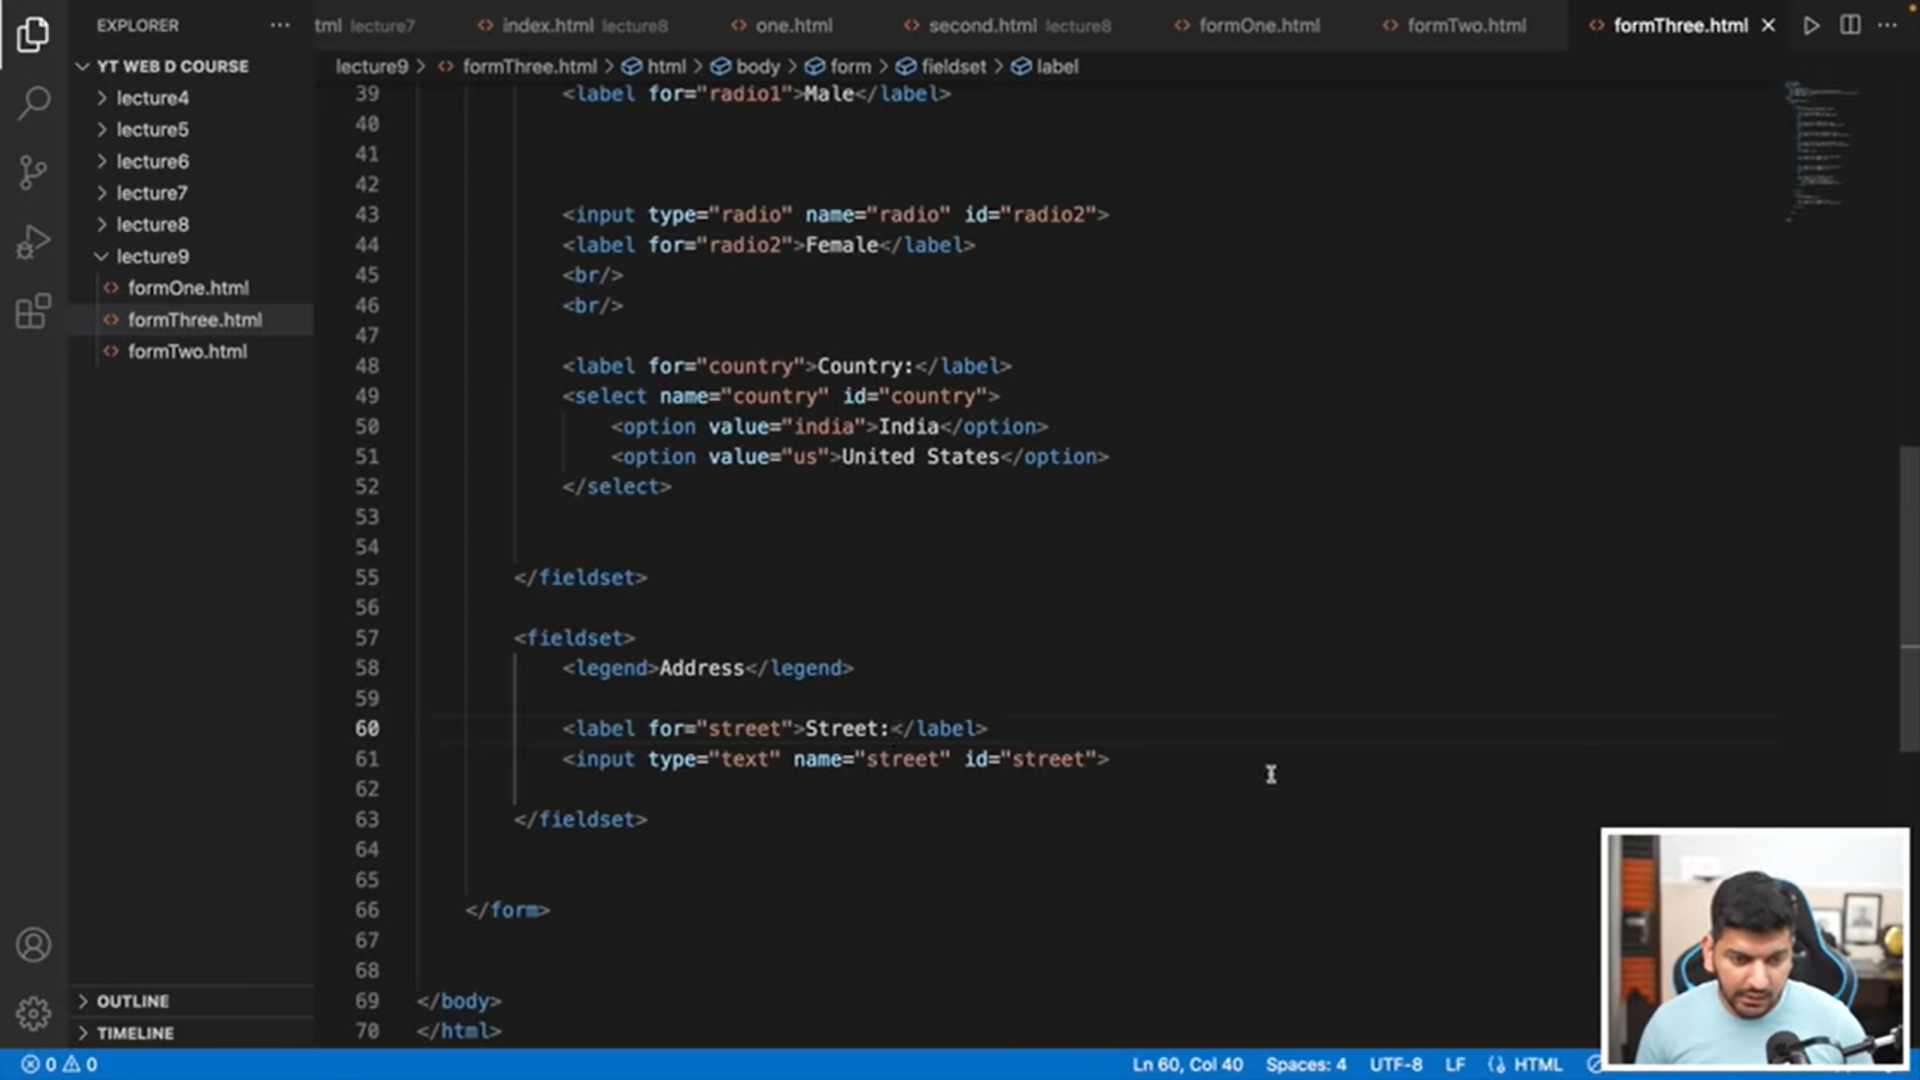 EXPLORER ···
YT WEB D COURSE
lecture4
lecture5
lecture6
lecture7
lecture8
lecture9
formOne.html
formThree.html
formTwo.html
OUTLINE
TIMELINE
tml lecture7 index.html lecture8 one.html second.html lecture8 formOne.html formTwo.html formThree.html
lecture9 > formThree.html > html > body > form > fieldset > label
39 <label for="radio1">Male</label>
40
41
42
43 <input type="radio" name="radio" id="radio2">
44 <label for="radio2">Female</label>
45 <br/>
46 <br/>
47
48 <label for="country">Country:</label>
49 <select name="country" id="country">
50 <option value="india">India</option>
51 <option value="us">United States</option>
52 </select>
53
54
55 </fieldset>
56
57 <fieldset>
58 <legend>Address</legend>
59
60 <label for="street">Street:</label>
61 <input type="text" name="street" id="street">
62
63 </fieldset>
64
65
66 </form>
67
68
69 </body>
70 </html>
0 0 Ln 60, Col 40 Spaces: 4 UTF-8 LF HTML